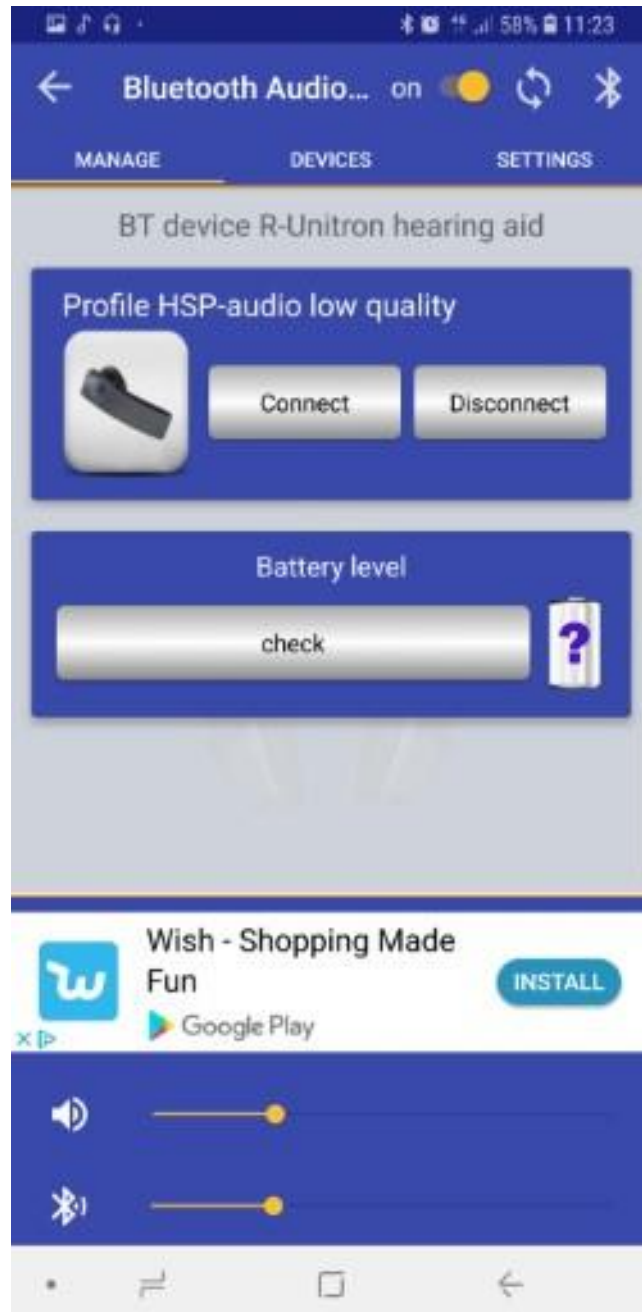 58% 11:23
Bluetooth Audio... on
MANAGE DEVICES SETTINGS
BT device R-Unitron hearing aid
Profile HSP-audio low quality
Connect Disconnect
Battery level
check
?
Wish - Shopping Made
Fun
INSTALL
Google Play